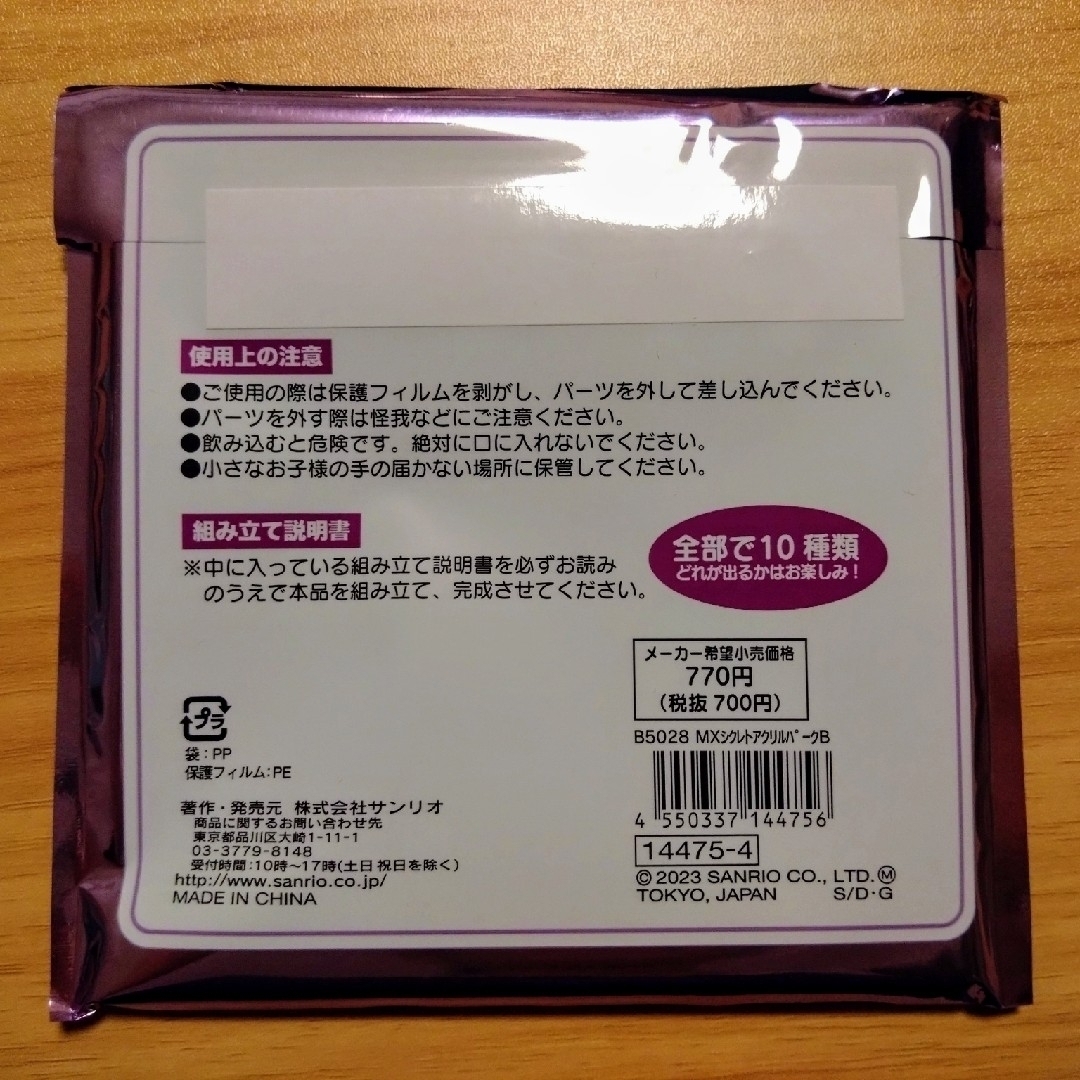 使用上の注意
●ご使用の際は保護フィルムを剥がし、パーツを外して差し込んでください。
●パーツを外す際は怪我などにご注意ください。
●飲み込むと危険です。絶対に口に入れないでください。
●小さなお子様の手の届かない場所に保管してください。
組み立て説明書
※中に入っている組み立て説明書を必ずお読み
のうえで本品を組み立て、完成させてください。
全部で10種類
どれが出るかはお楽しみ!
メーカー希望小売価格
770円
(税抜 700円)
B5028 MXシクレトアクリルパークB
4 550337 144756
14475-4
© 2023 SANRIO CO., LTD. Ⓜ
TOKYO, JAPAN S/D・G
プラ
袋:PP
保護フィルム:PE
著作・発売元 株式会社サンリオ
商品に関するお問い合わせ先
東京都品川区大崎1-11-1
03-3779-8148
受付時間:10時〜17時(土日祝日を除く)
http://www.sanrio.co.jp/
MADE IN CHINA